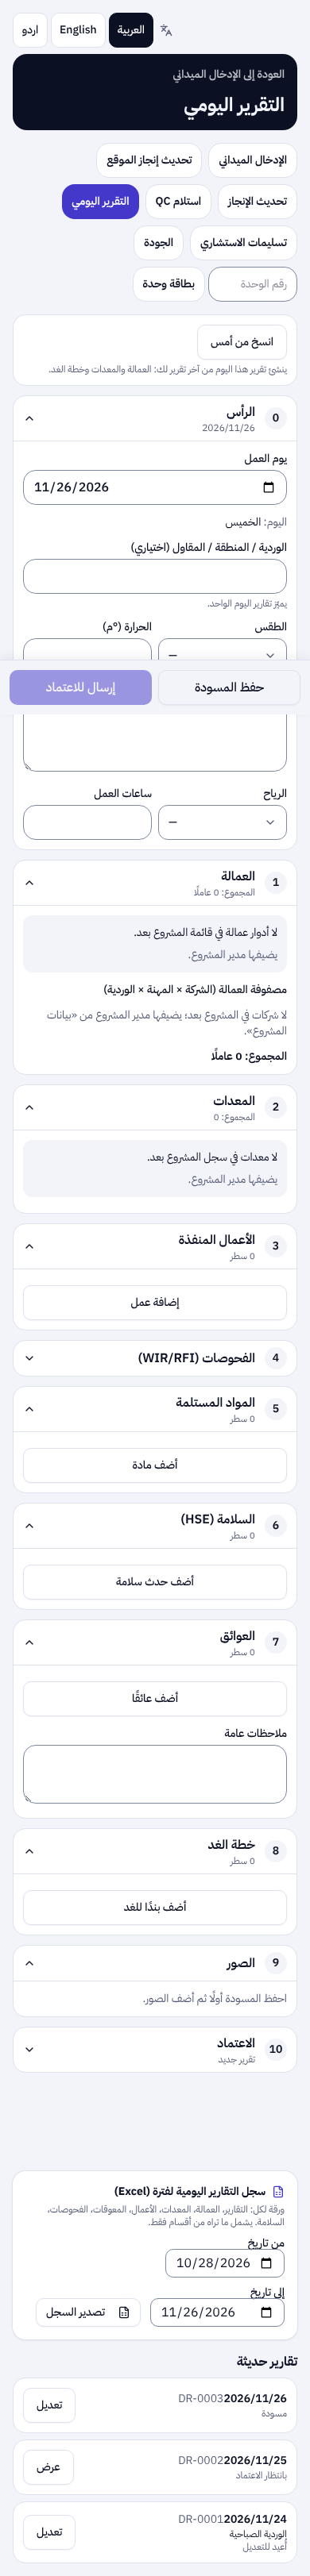 العربية
English
اردو
العودة إلى الإدخال الميداني
التقرير اليومي
الإدخال الميداني
تحديث إنجاز الموقع
تحديث الإنجاز
استلام QC
التقرير اليومي
تسليمات الاستشاري
الجودة
رقم الوحدة
بطاقة وحدة
انسخ من أمس
ينشئ تقرير هذا اليوم من آخر تقرير لك: العمالة والمعدات وخطة الغد.
0
الرأس
2026/11/26
يوم العمل
11/26/2026
اليوم: الخميس
الوردية / المنطقة / المقاول (اختياري)
يميّز تقارير اليوم الواحد.
الطقس
الحرارة (°م)
—
حفظ المسودة
إرسال للاعتماد
الرياح
ساعات العمل
—
1
العمالة
المجموع: 0 عاملًا
لا أدوار عمالة في قائمة المشروع بعد.
يضيفها مدير المشروع.
مصفوفة العمالة (الشركة × المهنة × الوردية)
لا شركات في المشروع بعد؛ يضيفها مدير المشروع من «بيانات
المشروع».
المجموع: 0 عاملًا
2
المعدات
المجموع: 0
لا معدات في سجل المشروع بعد.
يضيفها مدير المشروع.
3
الأعمال المنفذة
0 سطر
إضافة عمل
4
الفحوصات (WIR/RFI)
5
المواد المستلمة
0 سطر
أضف مادة
6
السلامة (HSE)
0 سطر
أضف حدث سلامة
7
العوائق
0 سطر
أضف عائقًا
ملاحظات عامة
8
خطة الغد
0 سطر
أضف بندًا للغد
9
الصور
احفظ المسودة أولًا ثم أضف الصور.
10
الاعتماد
تقرير جديد
سجل التقارير اليومية لفترة (Excel)
ورقة لكل: التقارير، العمالة، المعدات، الأعمال، المعوقات، الفحوصات،
السلامة. يشمل ما تراه من أقسام فقط.
من تاريخ
10/28/2026
إلى تاريخ
11/26/2026
تصدير السجل
تقارير حديثة
2026/11/26 DR-0003
مسودة
تعديل
2026/11/25 DR-0002
بانتظار الاعتماد
عرض
2026/11/24 DR-0001
الوردية الصباحية
أعيد للتعديل
تعديل